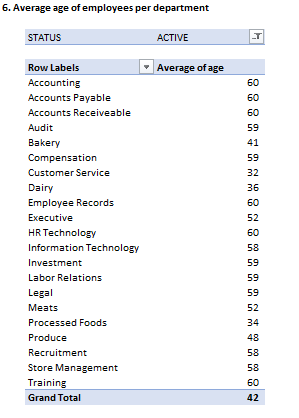 6. Average age of employees per department
STATUS ACTIVE
Row Labels Average of age
Accounting 60
Accounts Payable 60
Accounts Receiveable 60
Audit 59
Bakery 41
Compensation 59
Customer Service 32
Dairy 36
Employee Records 60
Executive 52
HR Technology 60
Information Technology 58
Investment 59
Labor Relations 59
Legal 59
Meats 52
Processed Foods 34
Produce 48
Recruitment 58
Store Management 58
Training 60
Grand Total 42